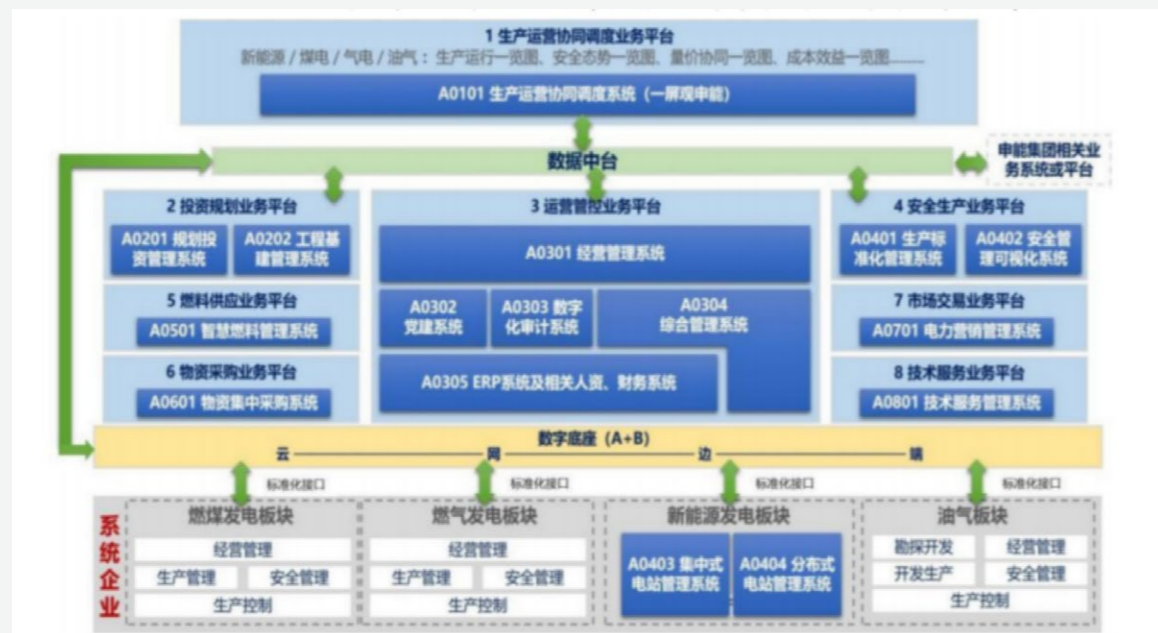 1 生产运营协同调度业务平台
新能源 / 煤电 / 气电 / 油气 ：生产运行一览图、安全态势一览图、量价协同一览图、成本效益一览图……
A0101 生产运营协同调度系统（一屏观申能）
数据中台
申能集团相关业
务系统或平台
2 投资规划业务平台
A0201 规划投
资管理系统
A0202 工程基
建管理系统
3 运营管控业务平台
A0301 经营管理系统
A0302
党建系统
A0303 数字
化审计系统
A0304
综合管理系统
A0305 ERP系统及相关人资、财务系统
4 安全生产业务平台
A0401 生产标
准化管理系统
A0402 安全管
理可视化系统
5 燃料供应业务平台
A0501 智慧燃料管理系统
7 市场交易业务平台
A0701 电力营销管理系统
6 物资采购业务平台
A0601 物资集中采购系统
8 技术服务业务平台
A0801 技术服务管理系统
数字底座（A+B）
云 网 边 端
标准化接口 标准化接口 标准化接口 标准化接口
系统企业
燃煤发电板块
经营管理
生产管理 安全管理
生产控制
燃气发电板块
经营管理
生产管理 安全管理
生产控制
新能源发电板块
A0403 集中式
电站管理系统
A0404 分布式
电站管理系统
油气板块
勘探开发 经营管理
开发生产 安全管理
生产控制